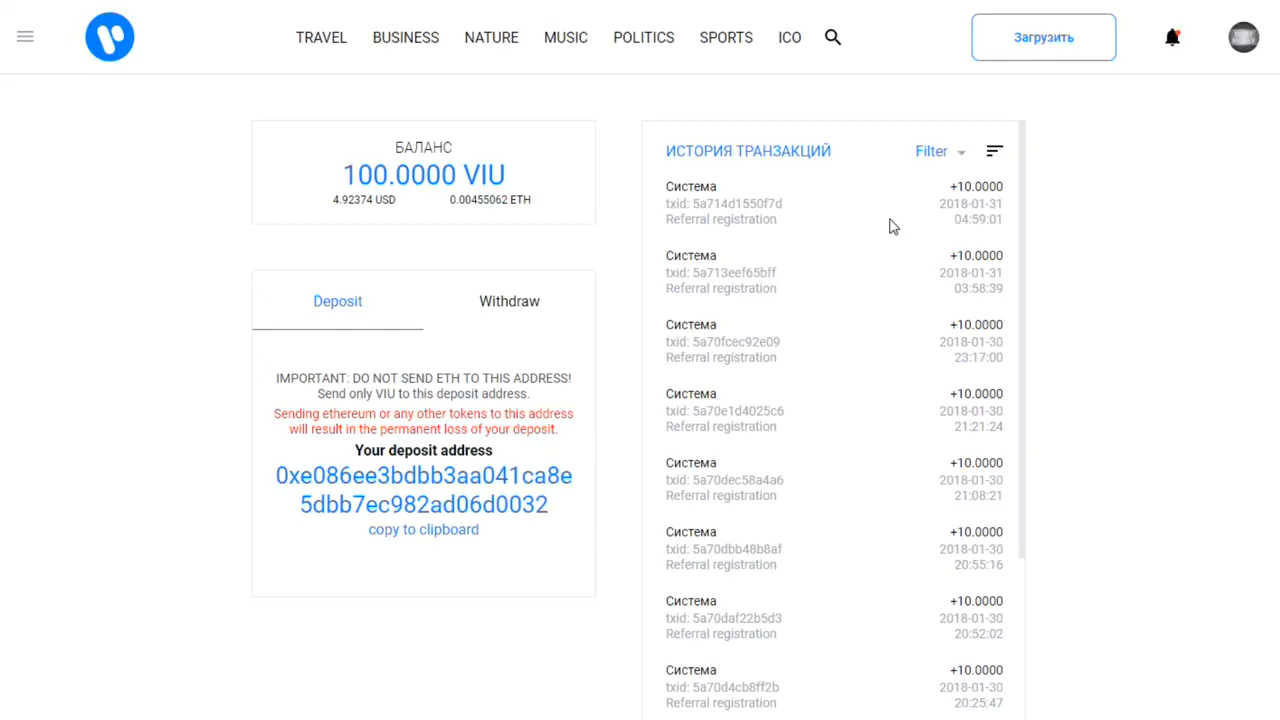 TRAVEL BUSINESS NATURE MUSIC POLITICS SPORTS ICO Загрузить
БАЛАНС
100.0000 VIU
4.92374 USD 0.00455062 ETH
Deposit Withdraw
IMPORTANT: DO NOT SEND ETH TO THIS ADDRESS!
Send only VIU to this deposit address.
Sending ethereum or any other tokens to this address
will result in the permanent loss of your deposit.
Your deposit address
0xe086ee3bdbb3aa041ca8e
5dbb7ec982ad06d0032
copy to clipboard
ИСТОРИЯ ТРАНЗАКЦИЙ Filter
Система +10.0000
txid: 5a714d1550f7d 2018-01-31
Referral registration 04:59:01
Система +10.0000
txid: 5a713eef65bff 2018-01-31
Referral registration 03:58:39
Система +10.0000
txid: 5a70fcec92e09 2018-01-30
Referral registration 23:17:00
Система +10.0000
txid: 5a70e1d4025c6 2018-01-30
Referral registration 21:21:24
Система +10.0000
txid: 5a70dec58a4a6 2018-01-30
Referral registration 21:08:21
Система +10.0000
txid: 5a70dbb48b8af 2018-01-30
Referral registration 20:55:16
Система +10.0000
txid: 5a70daf22b5d3 2018-01-30
Referral registration 20:52:02
Система +10.0000
txid: 5a70d4cb8ff2b 2018-01-30
Referral registration 20:25:47